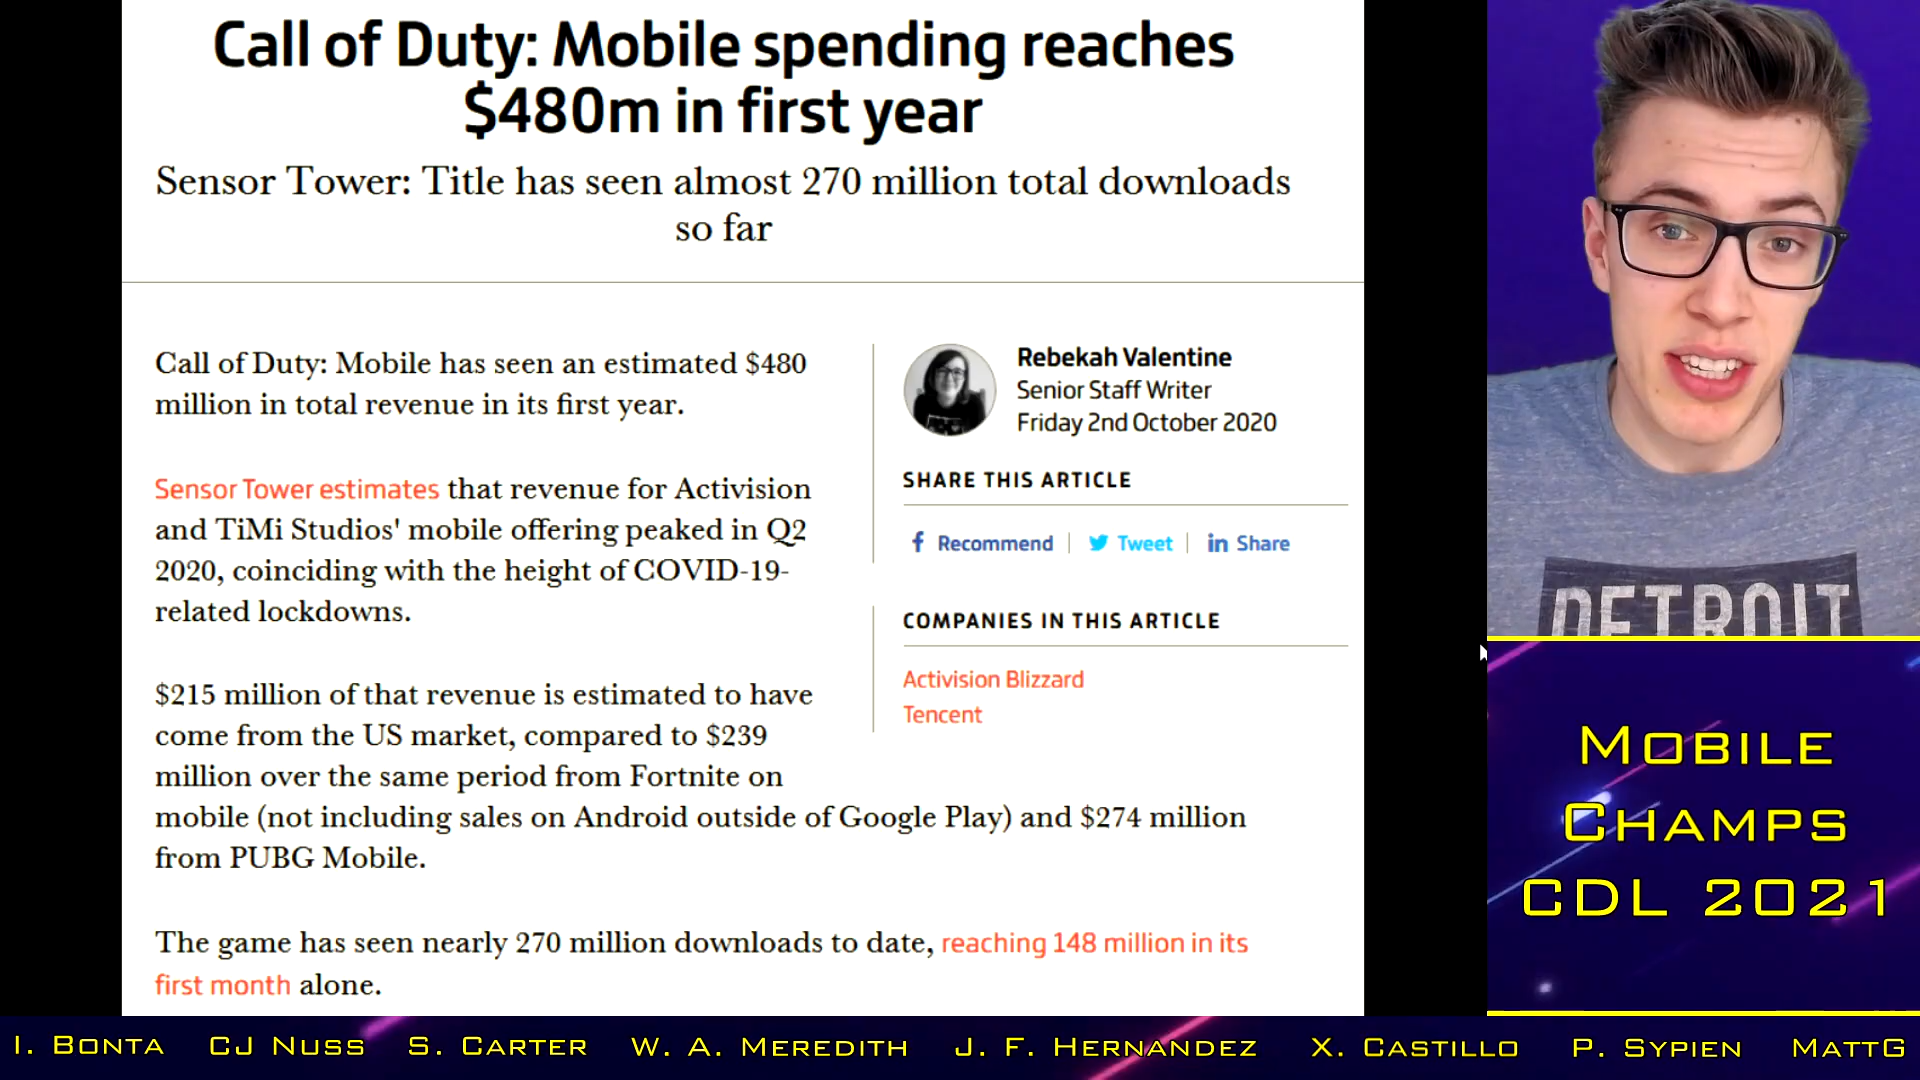 Call of Duty: Mobile spending reaches
$480m in first year
Sensor Tower: Title has seen almost 270 million total downloads
so far
Call of Duty: Mobile has seen an estimated $480
million in total revenue in its first year.
Sensor Tower estimates that revenue for Activision
and TiMi Studios' mobile offering peaked in Q2
2020, coinciding with the height of COVID-19-
related lockdowns.
$215 million of that revenue is estimated to have
come from the US market, compared to $239
million over the same period from Fortnite on
mobile (not including sales on Android outside of Google Play) and $274 million
from PUBG Mobile.
The game has seen nearly 270 million downloads to date, reaching 148 million in its
first month alone.
Rebekah Valentine
Senior Staff Writer
Friday 2nd October 2020
SHARE THIS ARTICLE
Recommend
Tweet
Share
COMPANIES IN THIS ARTICLE
Activision Blizzard
Tencent
DETROIT
MOBILE
CHAMPS
CDL 2021
I. BONTA CJ NUSS S. CARTER W. A. MEREDITH J. F. HERNANDEZ X. CASTILLO P. SYPIEN MATTG